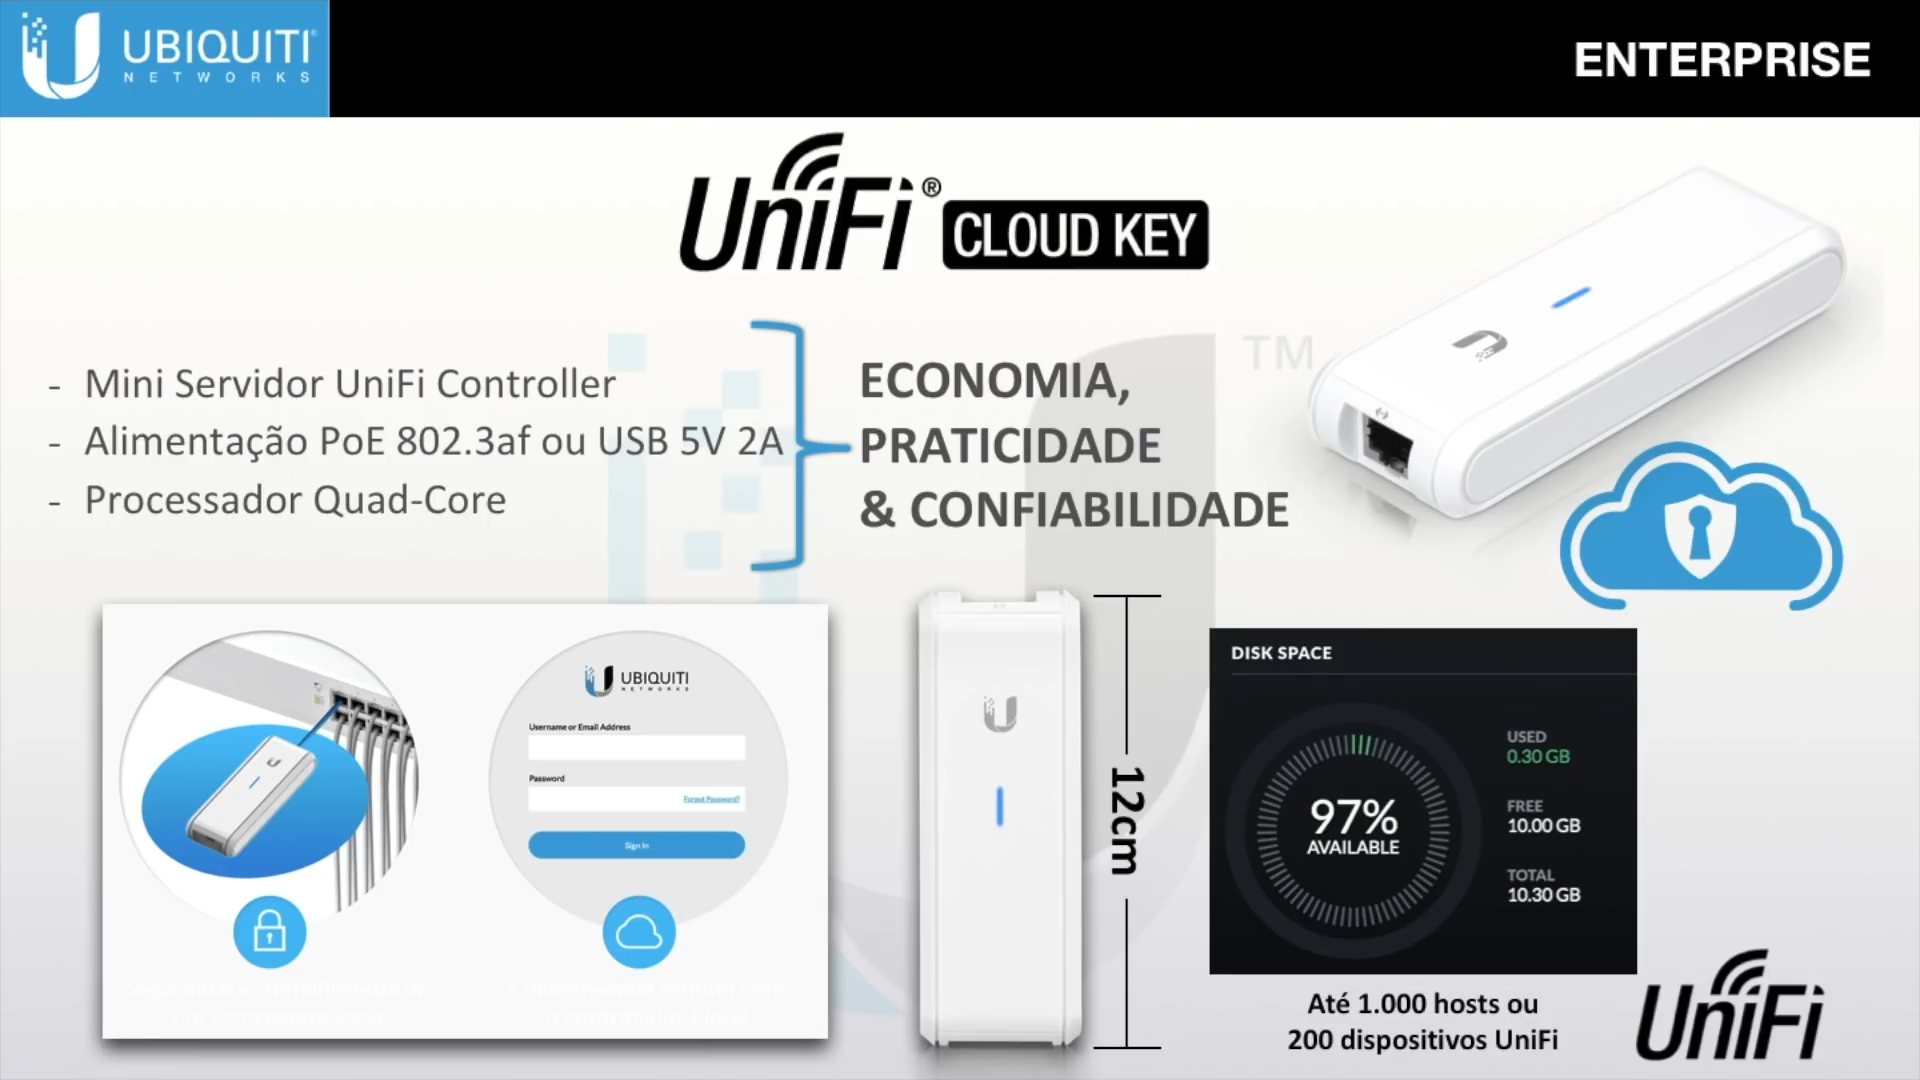 UBIQUITI®
NETWORKS
ENTERPRISE
UniFi®
CLOUD KEY
- Mini Servidor UniFi Controller
- Alimentação PoE 802.3af ou USB 5V 2A
- Processador Quad-Core
ECONOMIA,
PRATICIDADE
& CONFIABILIDADE
TM
UBIQUITI
NETWORKS
Username or Email Address
Password
Forgot Password?
Sign In
12cm
DISK SPACE
97%
AVAILABLE
USED
0.30 GB
FREE
10.00 GB
TOTAL
10.30 GB
Até 1.000 hosts ou
200 dispositivos UniFi
UniFi